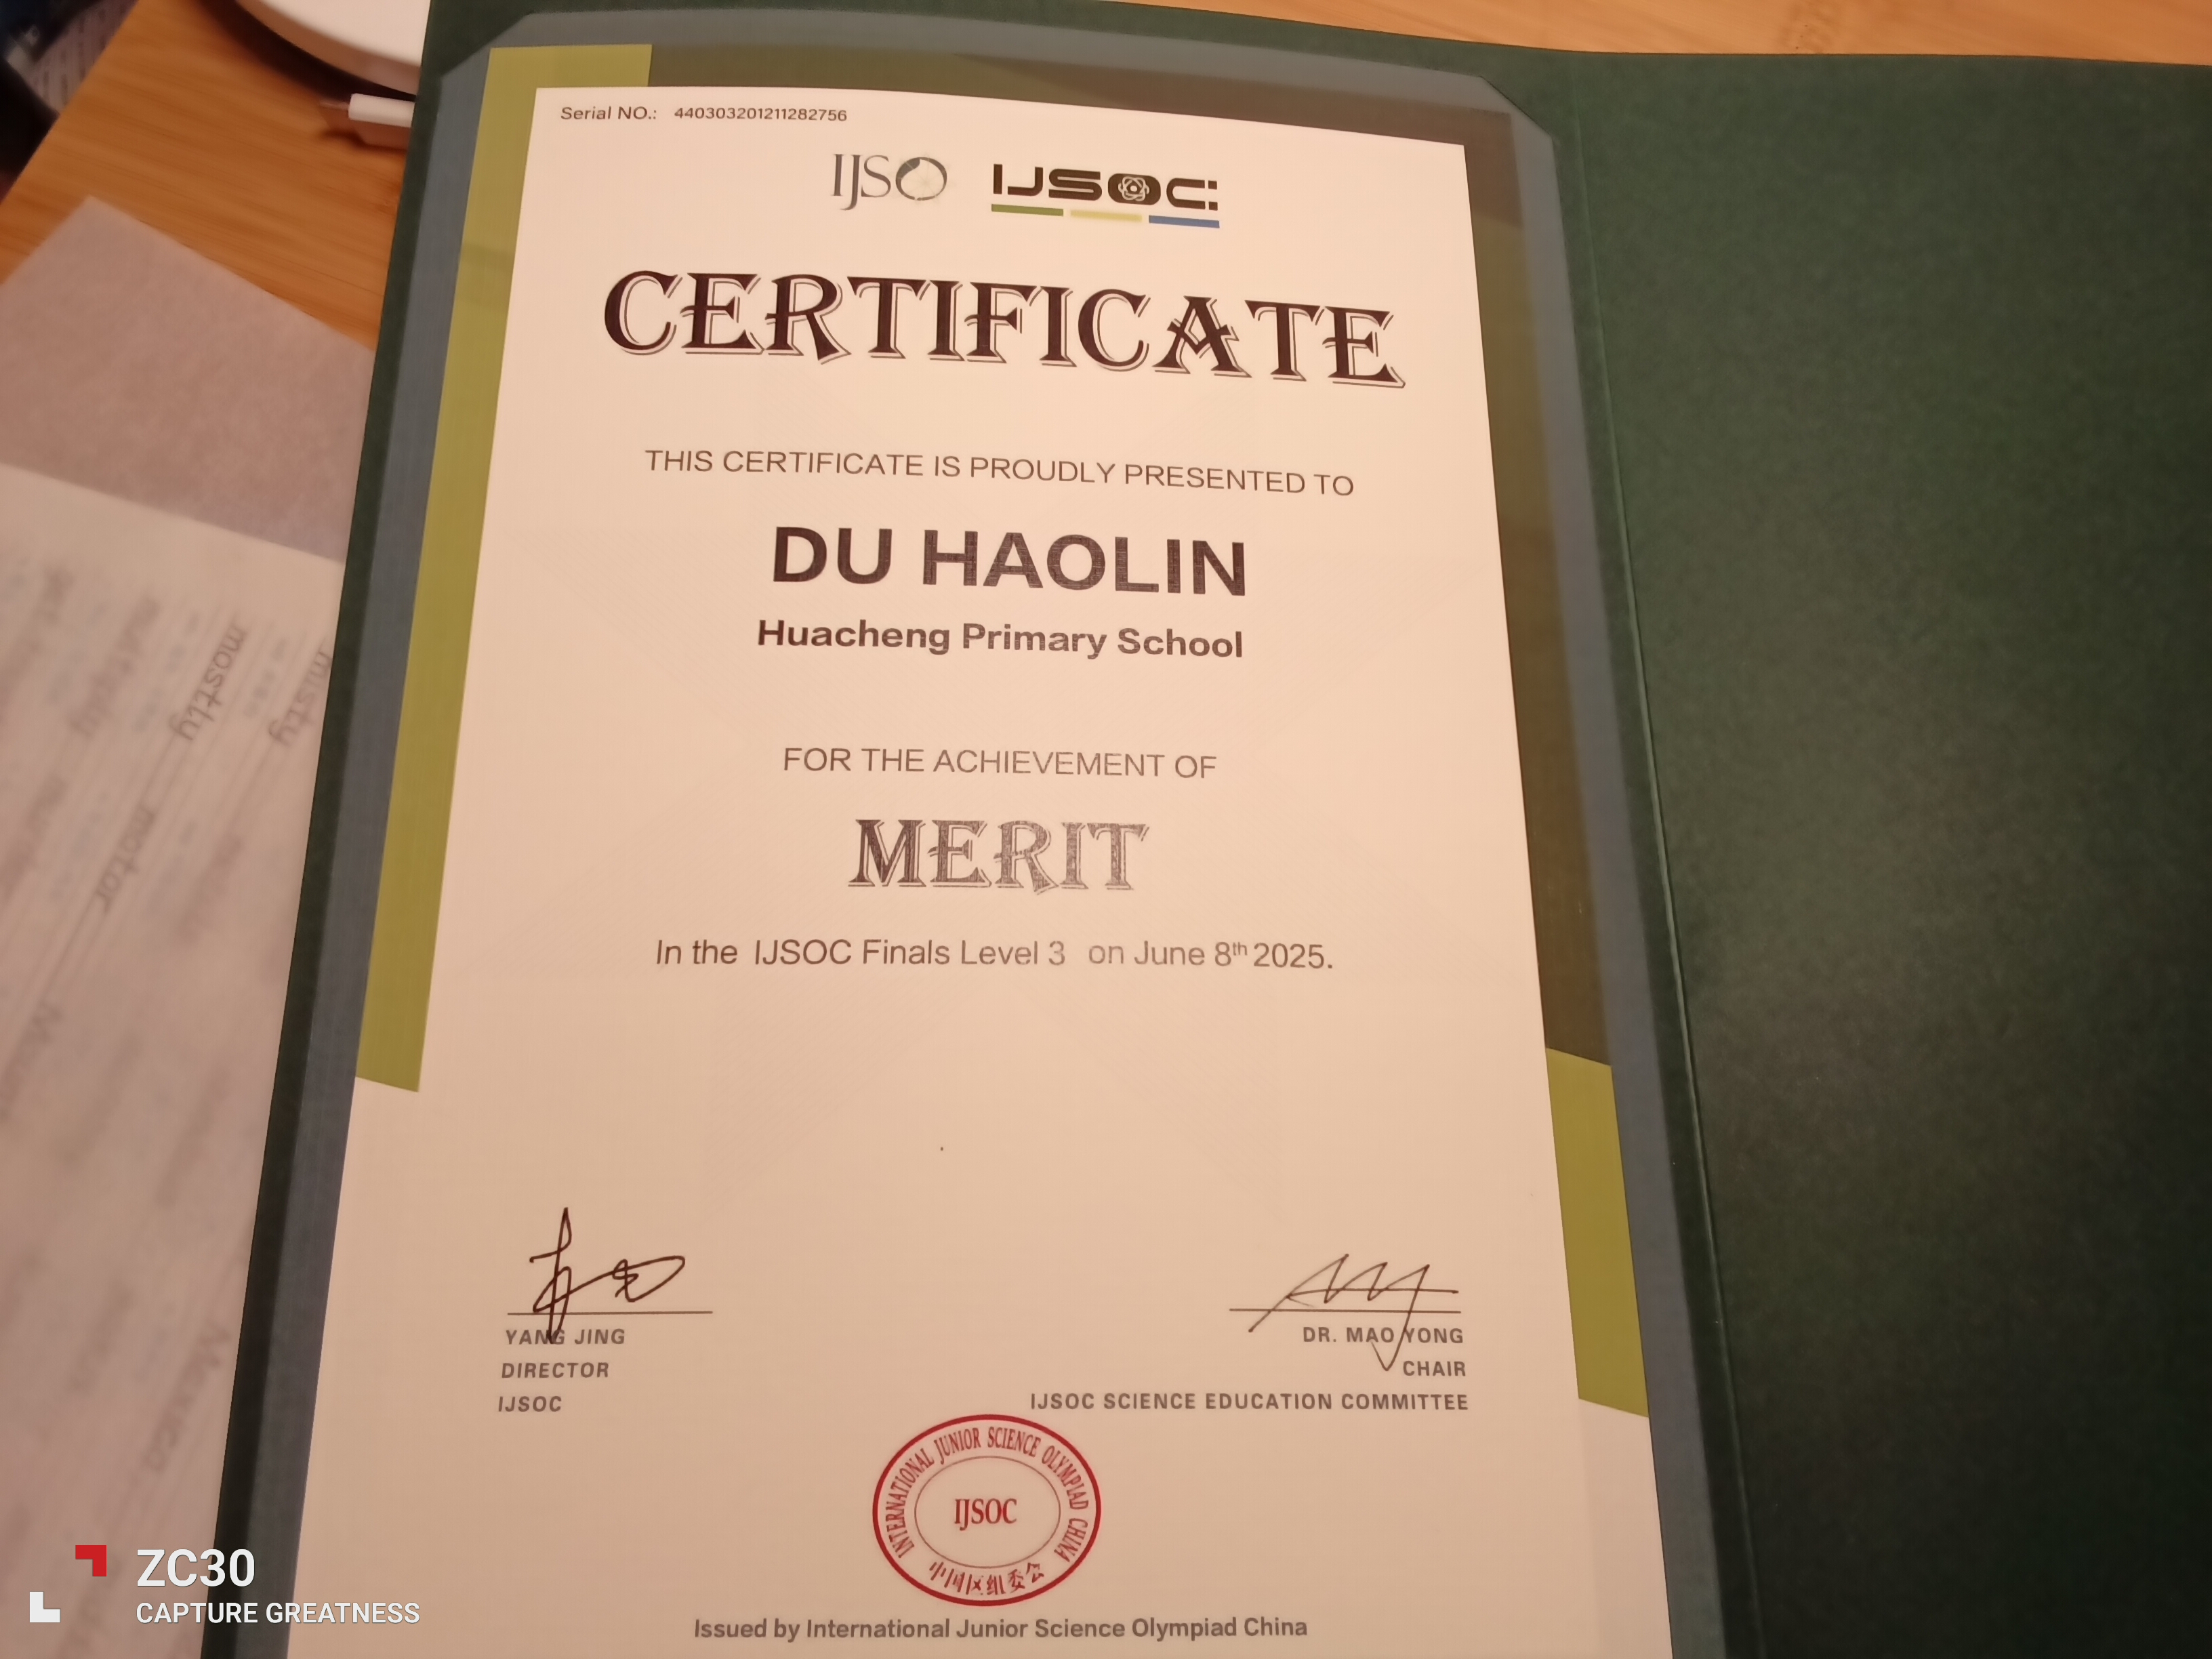 Serial NO.: 440303201211282756
IJSO IJSOC
CERTIFICATE
THIS CERTIFICATE IS PROUDLY PRESENTED TO
DU HAOLIN
Huacheng Primary School
FOR THE ACHIEVEMENT OF
MERIT
In the IJSOC Finals Level 3 on June 8th 2025.
YANG JING
DIRECTOR
IJSOC
DR. MAO YONG
CHAIR
IJSOC SCIENCE EDUCATION COMMITTEE
INTERNATIONAL JUNIOR SCIENCE OLYMPIAD CHINA
IJSOC
中国区组委会
Issued by International Junior Science Olympiad China
misty
mostly
motor
ZC30
CAPTURE GREATNESS